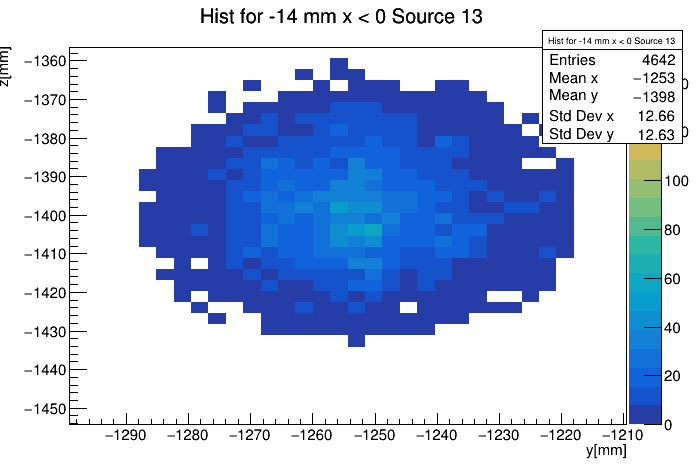 Hist for -14 mm x < 0 Source 13
Hist for -14 mm x < 0 Source 13
Entries 4642
Mean x −1253
Mean y −1398
Std Dev x 12.66
Std Dev y 12.63
z[mm]
−1360
−1370
−1380
−1390
−1400
−1410
−1420
−1430
−1440
−1450
−1290
−1280
−1270
−1260
−1250
−1240
−1230
−1220
−1210
y[mm]
100
80
60
40
20
0